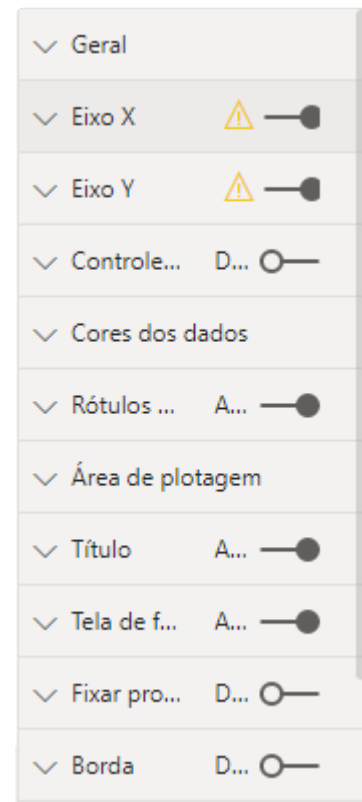 Geral
Eixo X
Eixo Y
Controle... D...
Cores dos dados
Rótulos ... A...
Área de plotagem
Título A...
Tela de f... A...
Fixar pro... D...
Borda D...